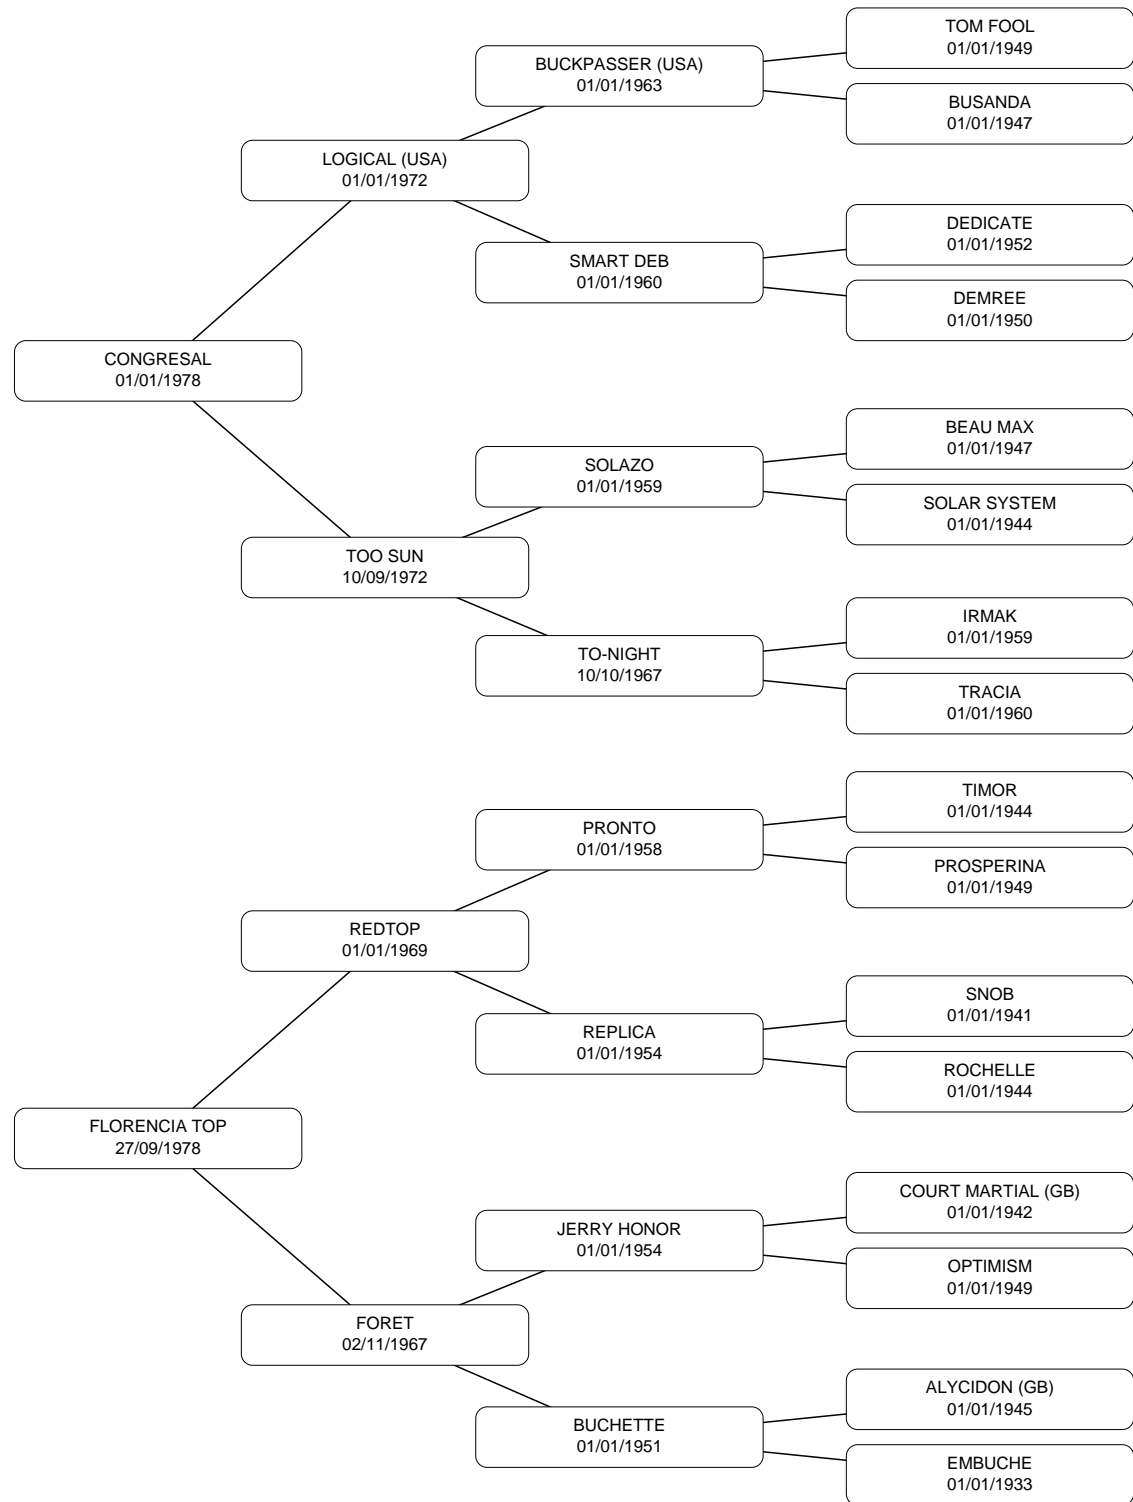 TOM FOOL
01/01/1949
BUCKPASSER (USA)
01/01/1963
BUSANDA
01/01/1947
LOGICAL (USA)
01/01/1972
DEDICATE
01/01/1952
SMART DEB
01/01/1960
DEMREE
01/01/1950
CONGRESAL
01/01/1978
BEAU MAX
01/01/1947
SOLAZO
01/01/1959
SOLAR SYSTEM
01/01/1944
TOO SUN
10/09/1972
IRMAK
01/01/1959
TO-NIGHT
10/10/1967
TRACIA
01/01/1960
TIMOR
01/01/1944
PRONTO
01/01/1958
PROSPERINA
01/01/1949
REDTOP
01/01/1969
SNOB
01/01/1941
REPLICA
01/01/1954
ROCHELLE
01/01/1944
FLORENCIA TOP
27/09/1978
COURT MARTIAL (GB)
01/01/1942
JERRY HONOR
01/01/1954
OPTIMISM
01/01/1949
FORET
02/11/1967
ALYCIDON (GB)
01/01/1945
BUCHETTE
01/01/1951
EMBUCHE
01/01/1933